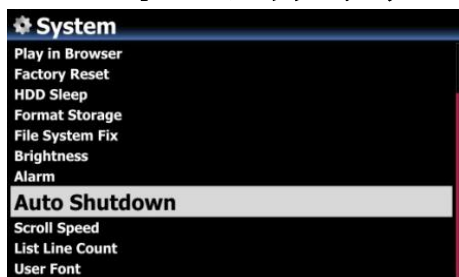 System
Play in Browser
Factory Reset
HDD Sleep
Format Storage
File System Fix
Brightness
Alarm
Auto Shutdown
Scroll Speed
List Line Count
User Font